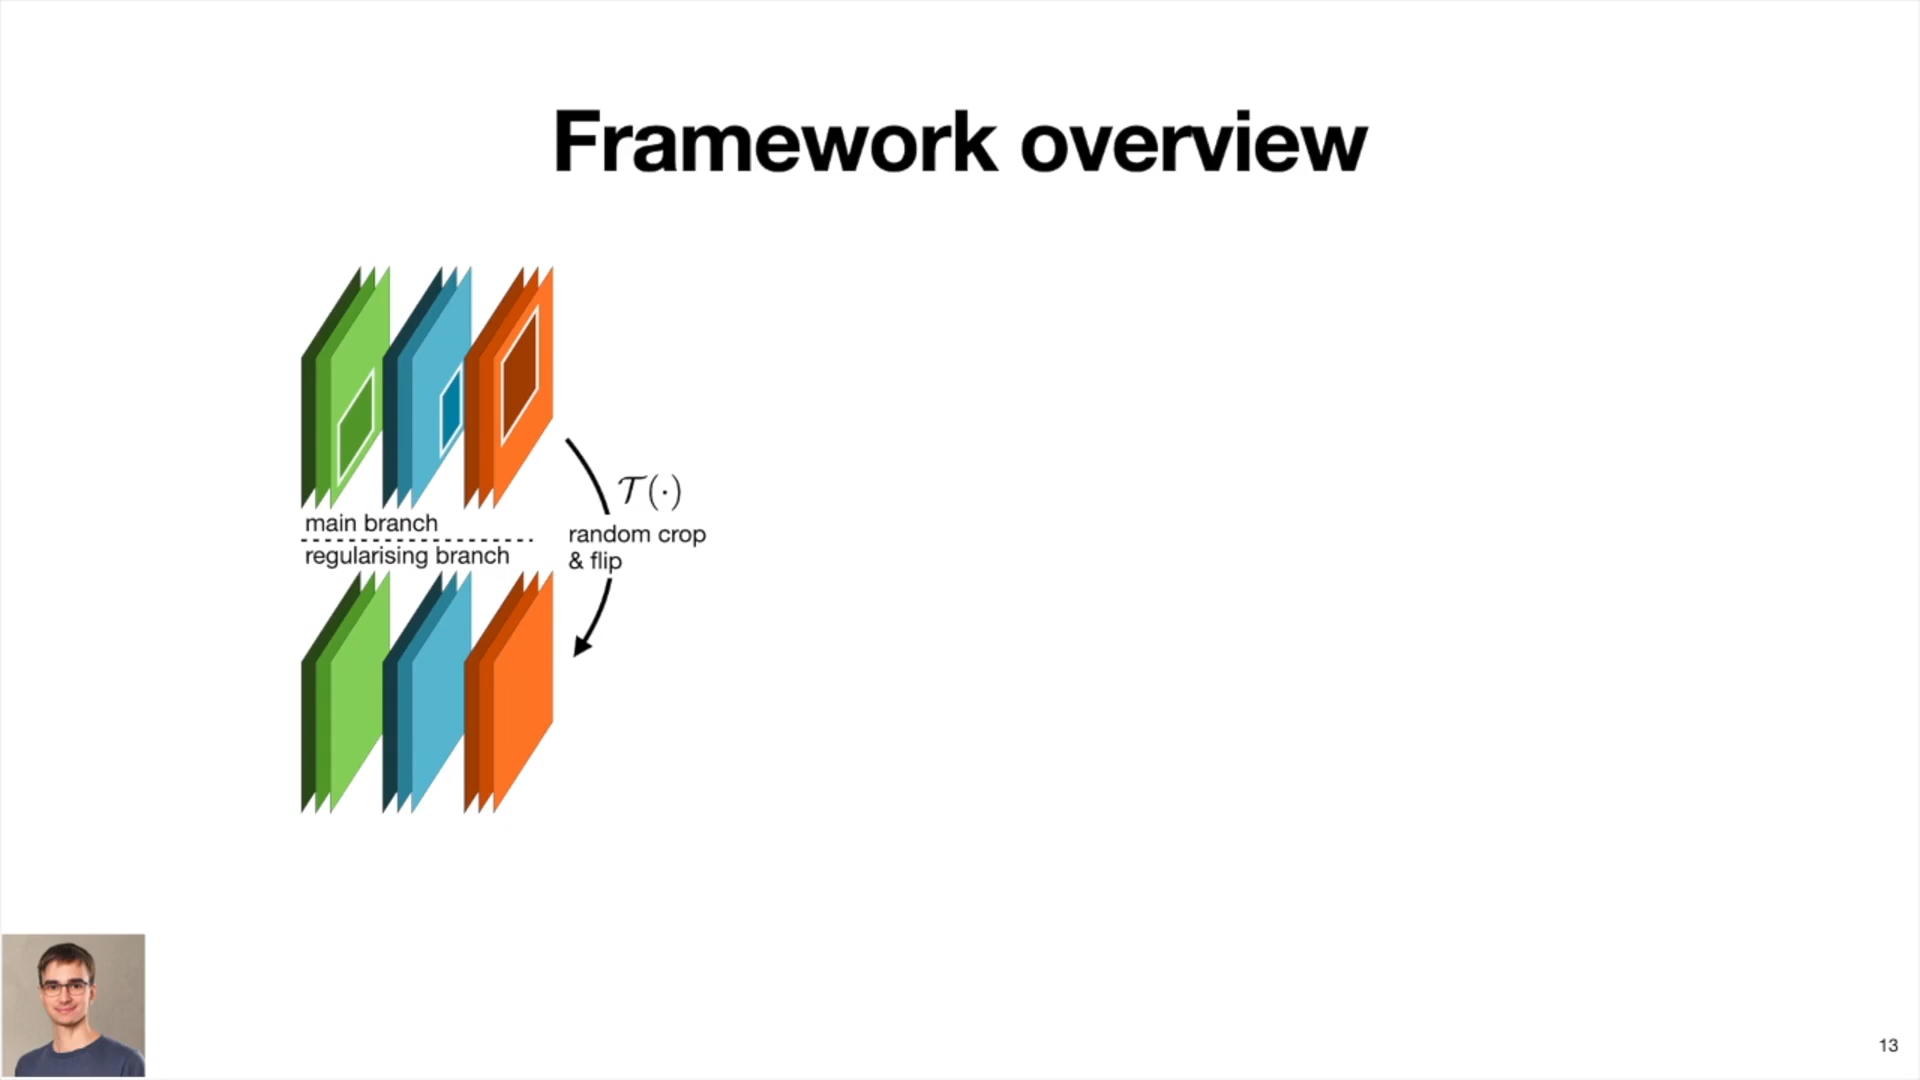 Framework overview
main branch
regularising branch
𝒯(·)
random crop
& flip
13